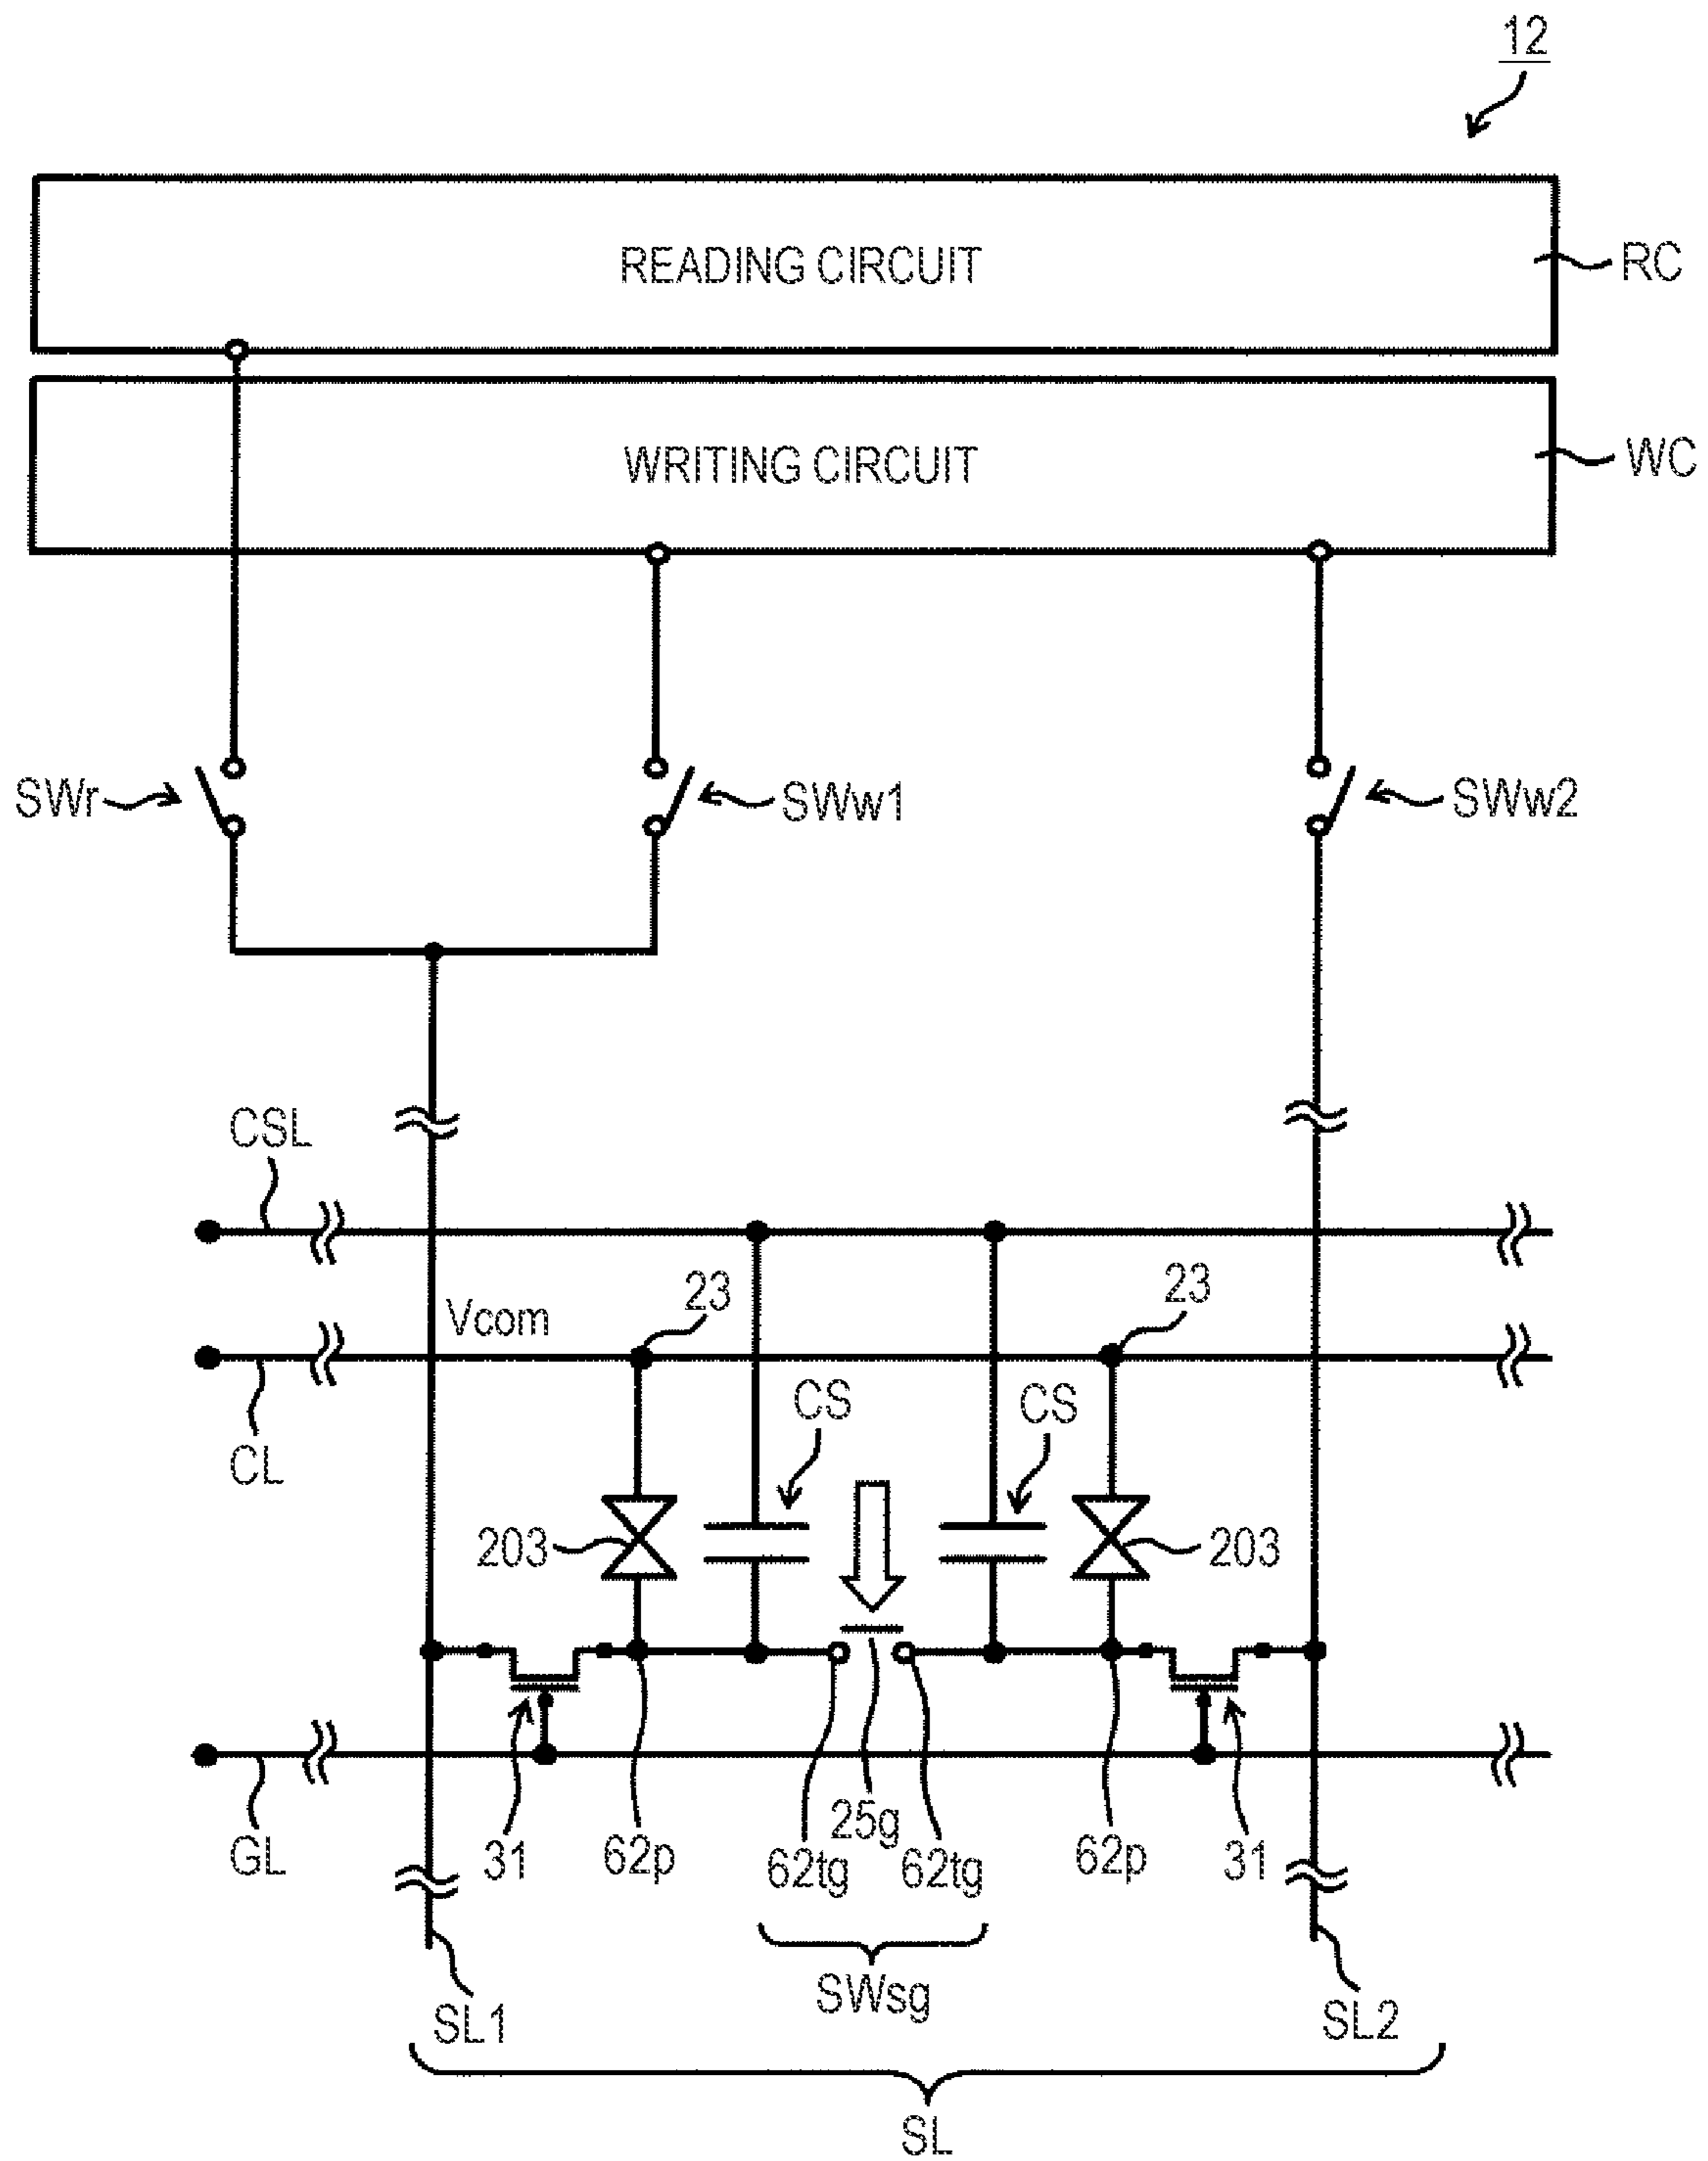 12
READING CIRCUIT
RC
WRITING CIRCUIT
WC
SWr
SWw1
SWw2
CSL
Vcom
23
23
CL
CS
CS
203
203
GL
31
62p
62tg
25g
62tg
62p
31
SWsg
SL1
SL2
SL